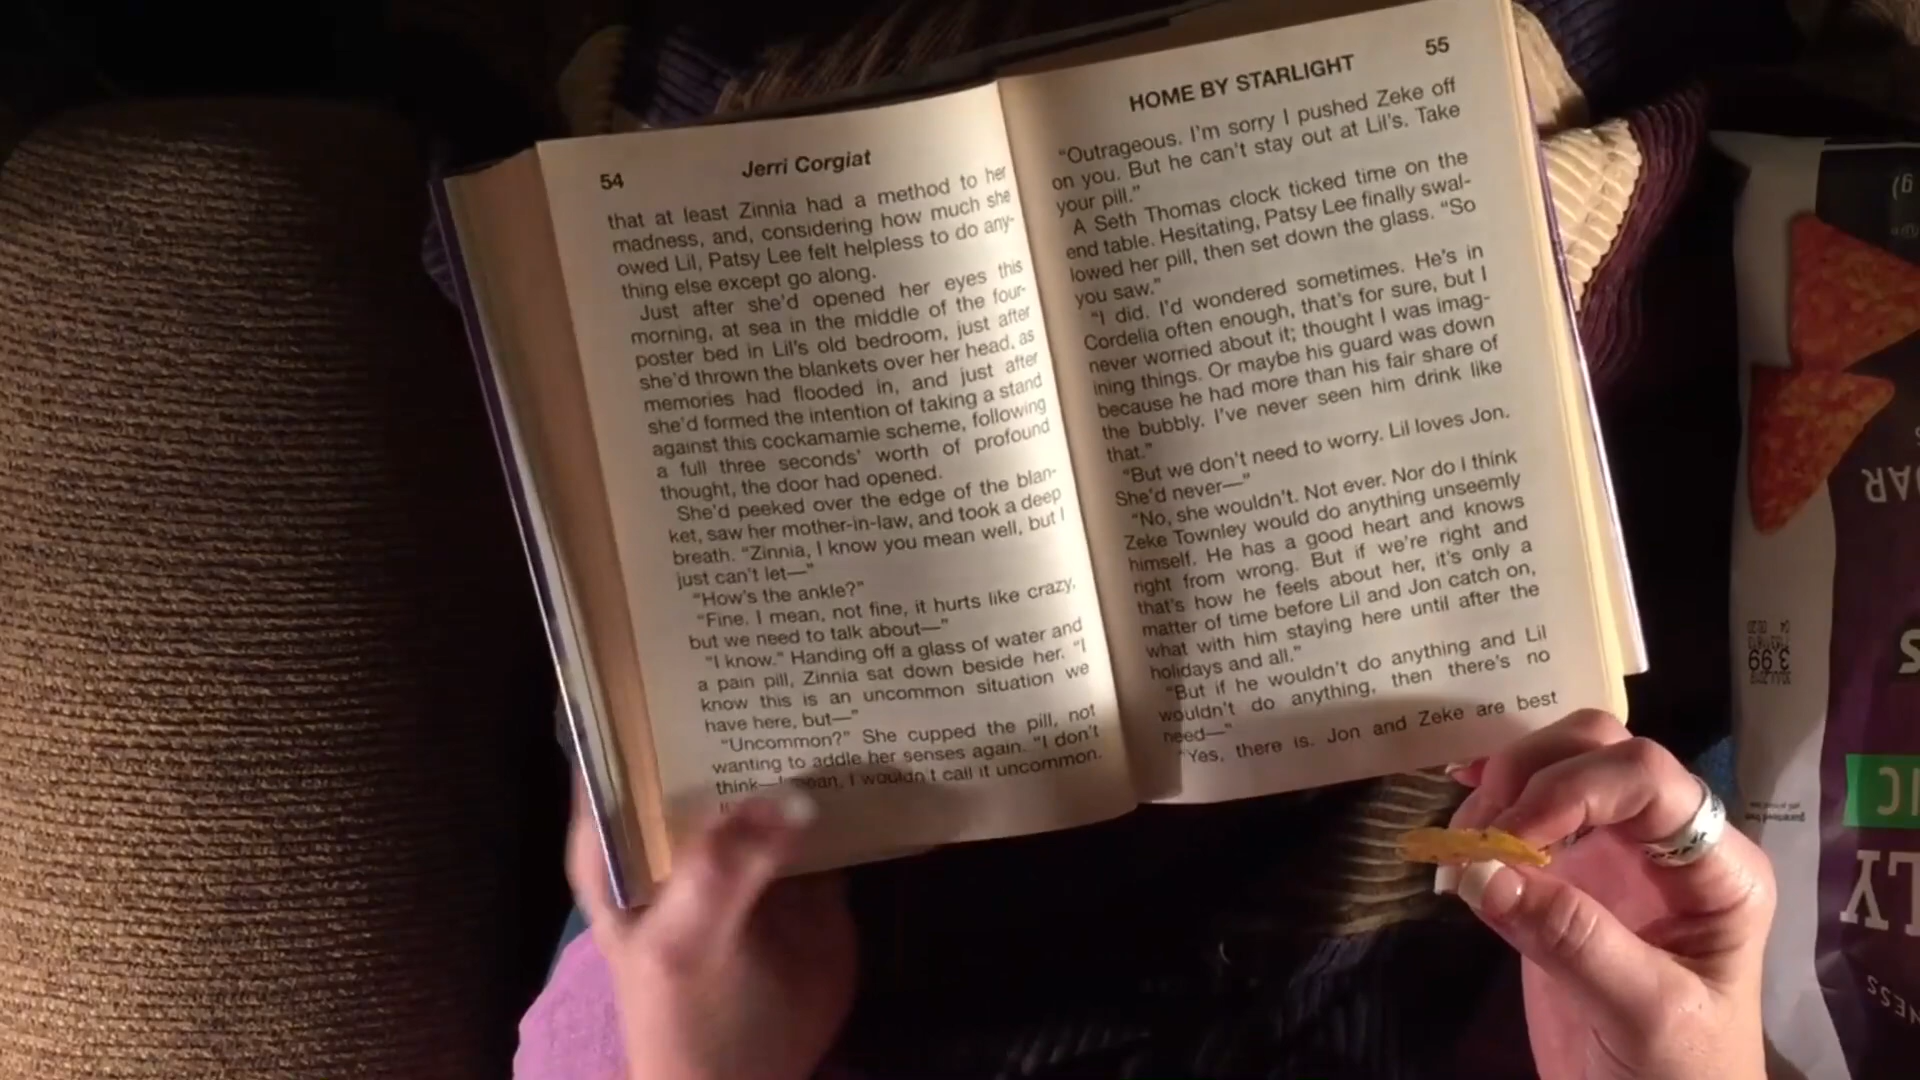 54
Jerri Corgiat
that at least Zinnia had a method to her
madness, and, considering how much she
owed Lil, Patsy Lee felt helpless to do any-
thing else except go along.
Just after she'd opened her eyes this
morning, at sea in the middle of the four-
poster bed in Lil's old bedroom, just after
she'd thrown the blankets over her head, as
memories had flooded in, and just after
she'd formed the intention of taking a stand
against this cockamamie scheme, following
a full three seconds' worth of profound
thought, the door had opened.
She'd peeked over the edge of the blan-
ket, saw her mother-in-law, and took a deep
breath. “Zinnia, I know you mean well, but I
just can't let—”
“How's the ankle?”
“Fine. I mean, not fine, it hurts like crazy,
but we need to talk about—”
“I know.” Handing off a glass of water and
a pain pill, Zinnia sat down beside her. “I
know this is an uncommon situation we
have here, but—”
“Uncommon?” She cupped the pill, not
wanting to addle her senses again. “I don't
think—I mean, I wouldn't call it uncommon.
HOME BY STARLIGHT
55
“Outrageous. I'm sorry I pushed Zeke off
on you. But he can't stay out at Lil's. Take
your pill.”
A Seth Thomas clock ticked time on the
end table. Hesitating, Patsy Lee finally swal-
lowed her pill, then set down the glass. “So
you saw.”
“I did. I'd wondered sometimes. He's in
Cordelia often enough, that's for sure, but I
never worried about it; thought I was imag-
ining things. Or maybe his guard was down
because he had more than his fair share of
the bubbly. I've never seen him drink like
that.”
“But we don't need to worry. Lil loves Jon.
She'd never—”
“No, she wouldn't. Not ever. Nor do I think
Zeke Townley would do anything unseemly
himself. He has a good heart and knows
right from wrong. But if we're right and
that's how he feels about her, it's only a
matter of time before Lil and Jon catch on,
what with him staying here until after the
holidays and all.”
“But if he wouldn't do anything and Lil
wouldn't do anything, then there's no
need—”
“Yes, there is. Jon and Zeke are best
3.99